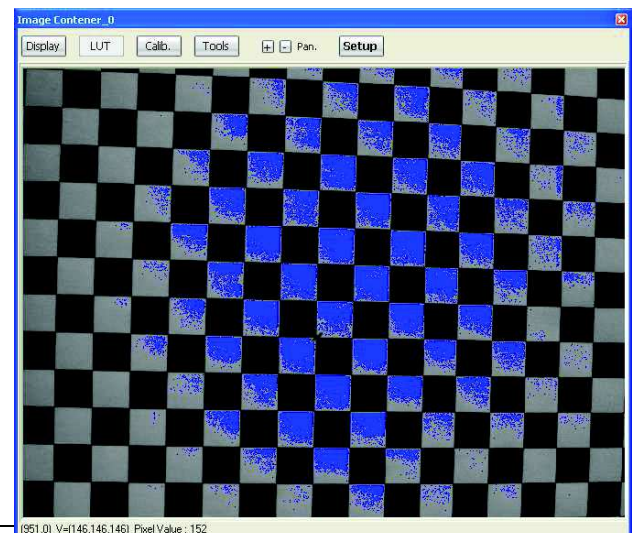 Image Contener_0
Display LUT Calib. Tools + - Pan. Setup
(951,0) V=(146,146,146) Pixel Value : 152